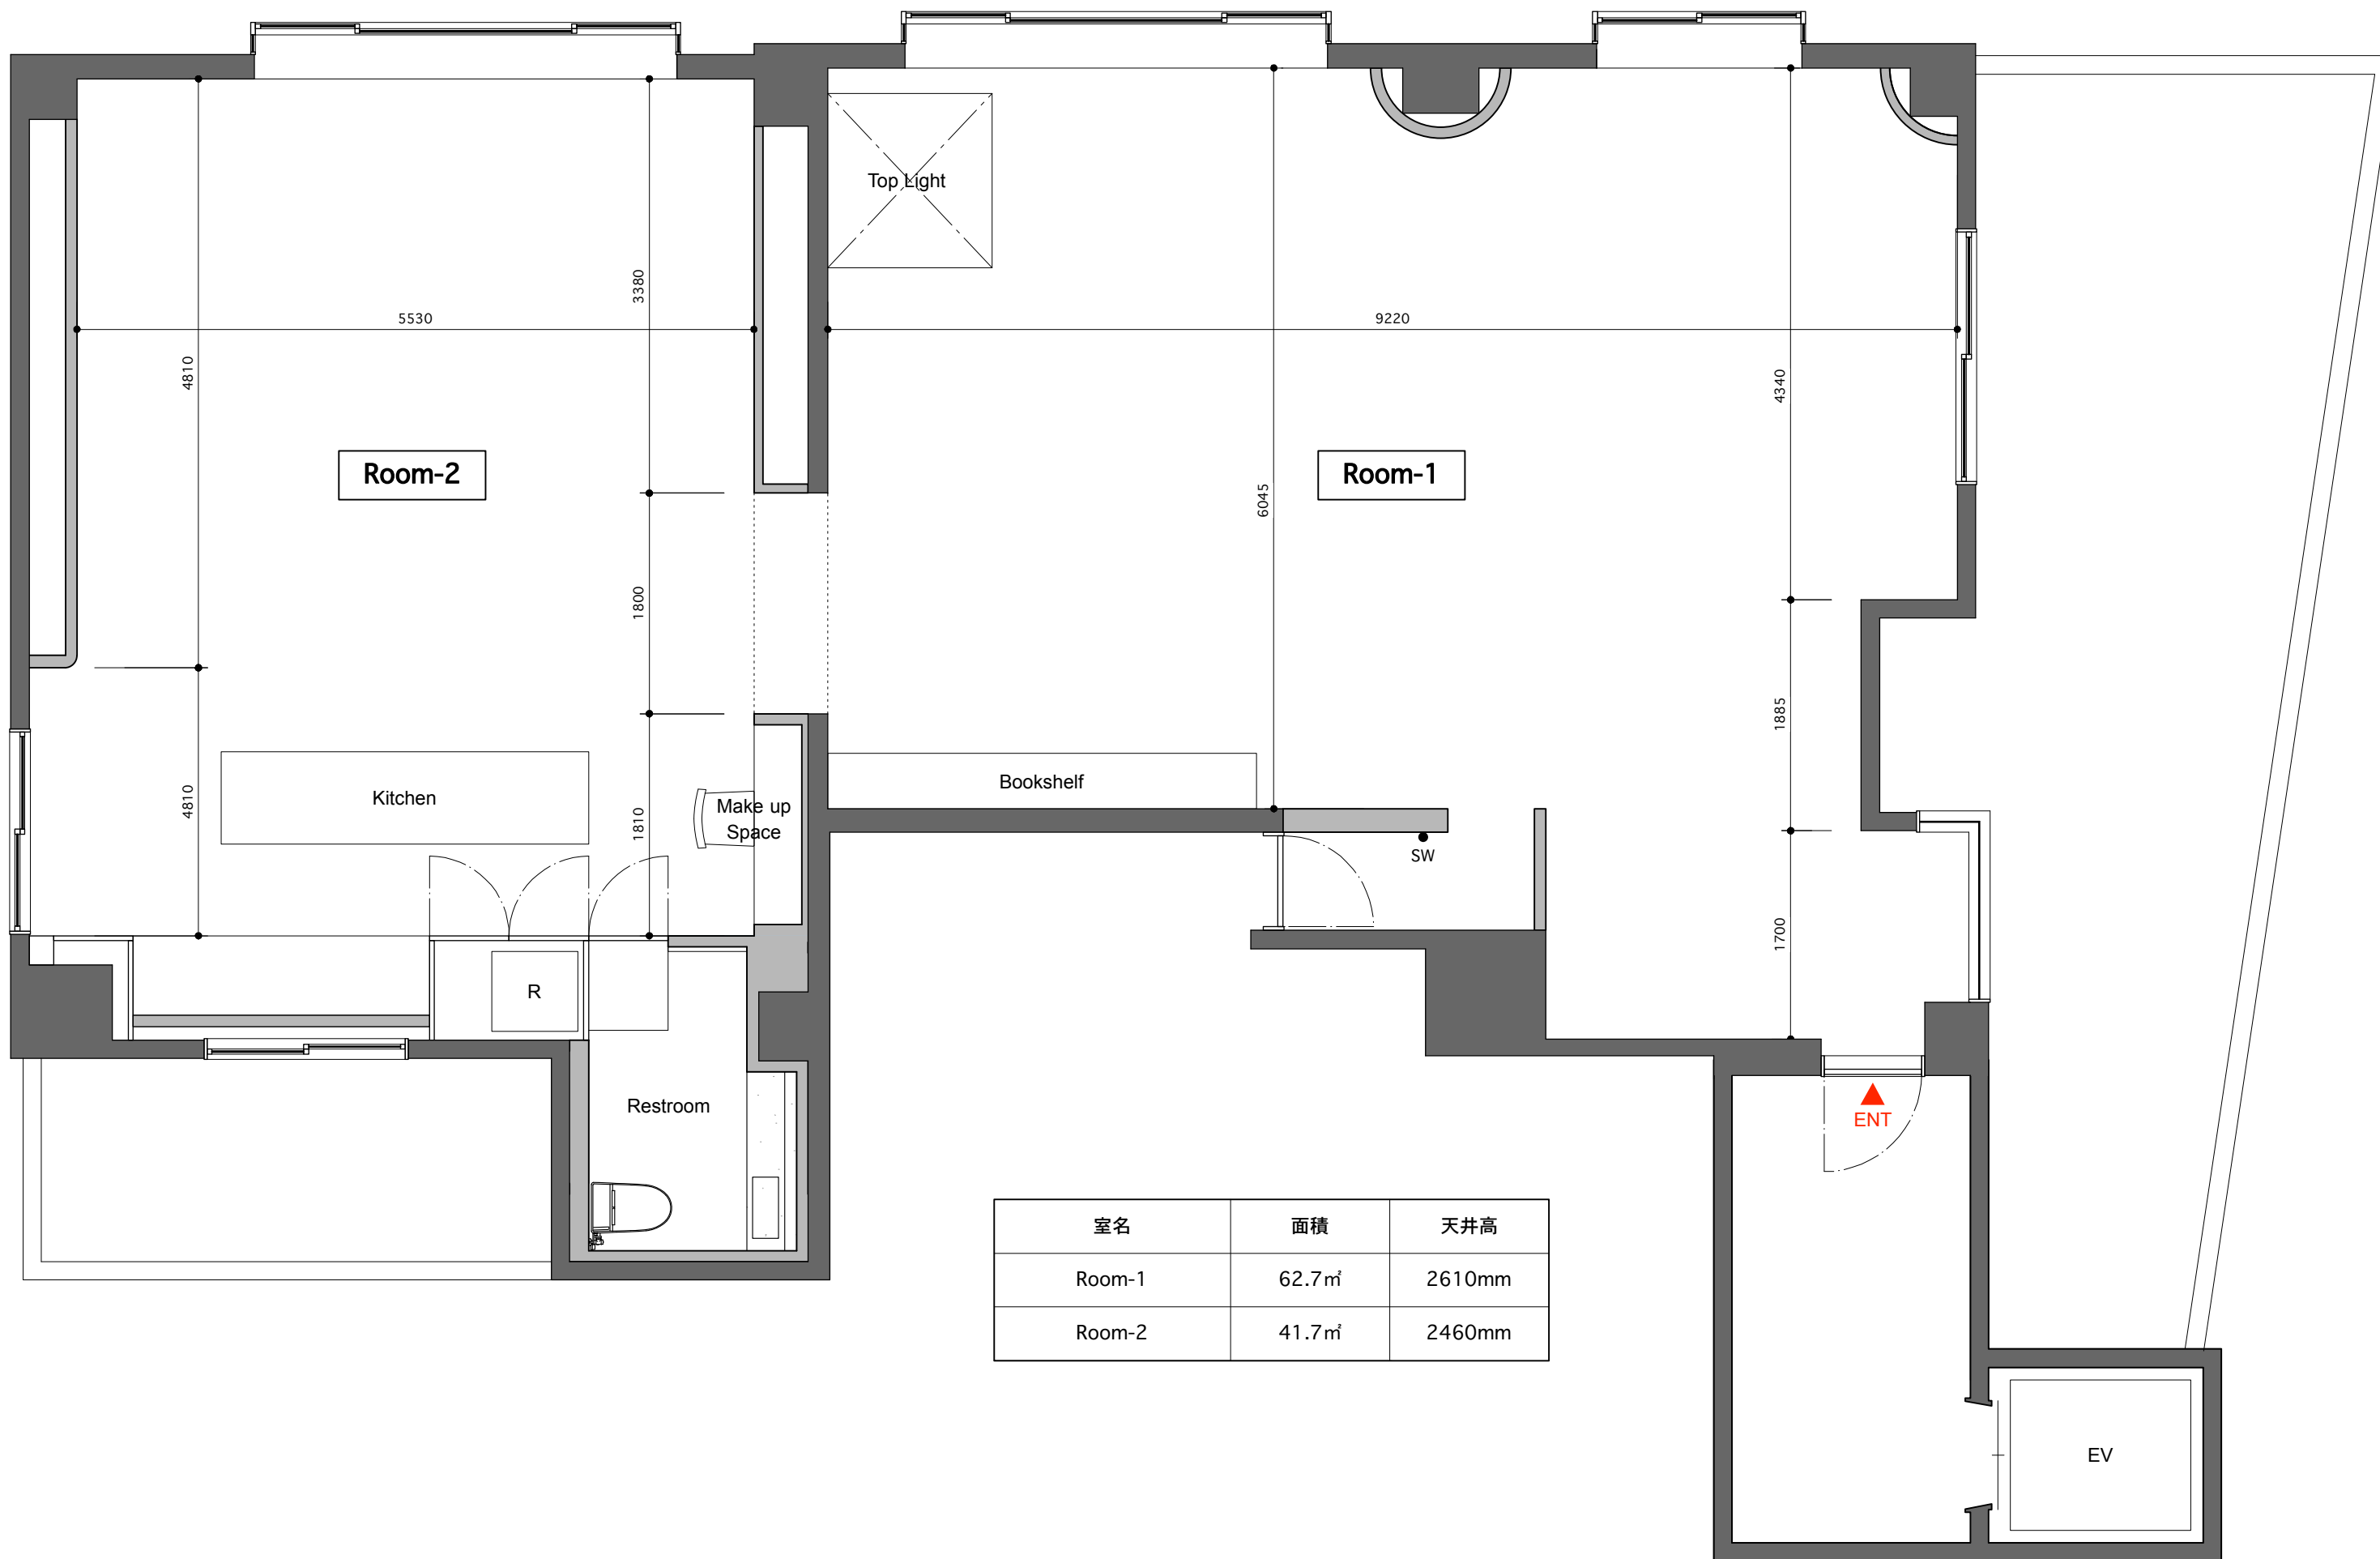 Top Light
5530
9220
3380
4810
4340
Room-2
Room-1
6045
1800
1885
Kitchen
Make up
Space
Bookshelf
4810
1810
SW
1700
R
Restroom
ENT
室名 面積 天井高
Room-1 62.7㎡ 2610mm
Room-2 41.7㎡ 2460mm
EV